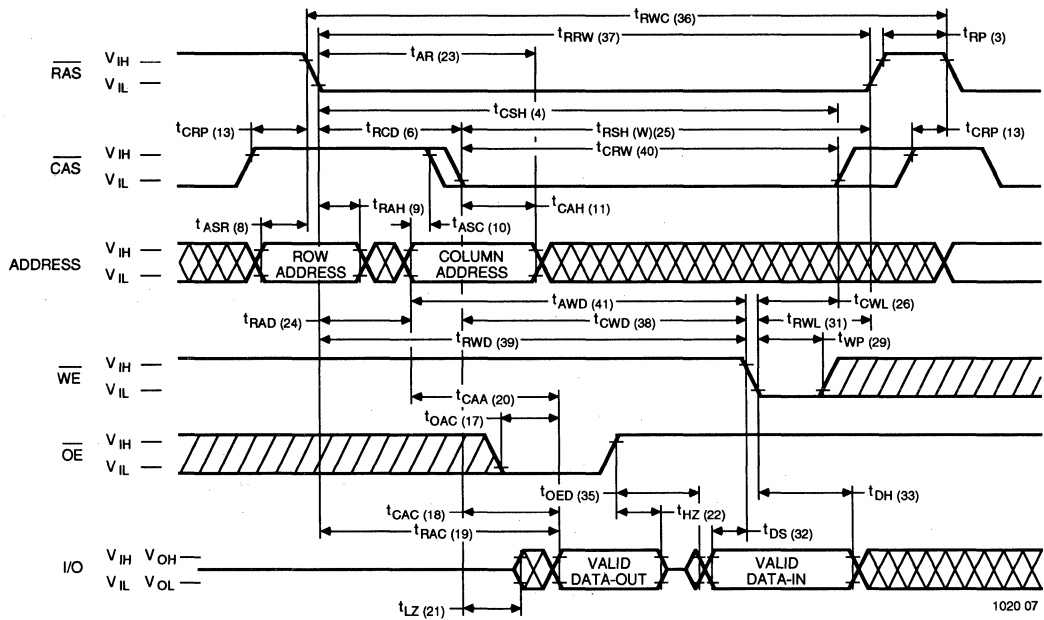 tRWC (36)
tRRW (37)
tRP (3)
tAR (23)
RAS
VIH
VIL
tCSH (4)
tCRP (13)
tRCD (6)
tRSH (W)(25)
tCRP (13)
tCRW (40)
CAS
VIH
VIL
tRAH (9)
tCAH (11)
tASR (8)
tASC (10)
ADDRESS
VIH
VIL
ROW
ADDRESS
COLUMN
ADDRESS
tAWD (41)
tCWL (26)
tRAD (24)
tCWD (38)
tRWL (31)
tRWD (39)
tWP (29)
WE
VIH
VIL
tCAA (20)
tOAC (17)
OE
VIH
VIL
tOED (35)
tDH (33)
tCAC (18)
tHZ (22)
tRAC (19)
tDS (32)
I/O
VIH VOH
VIL VOL
VALID
DATA-OUT
VALID
DATA-IN
tLZ (21)
1020 07